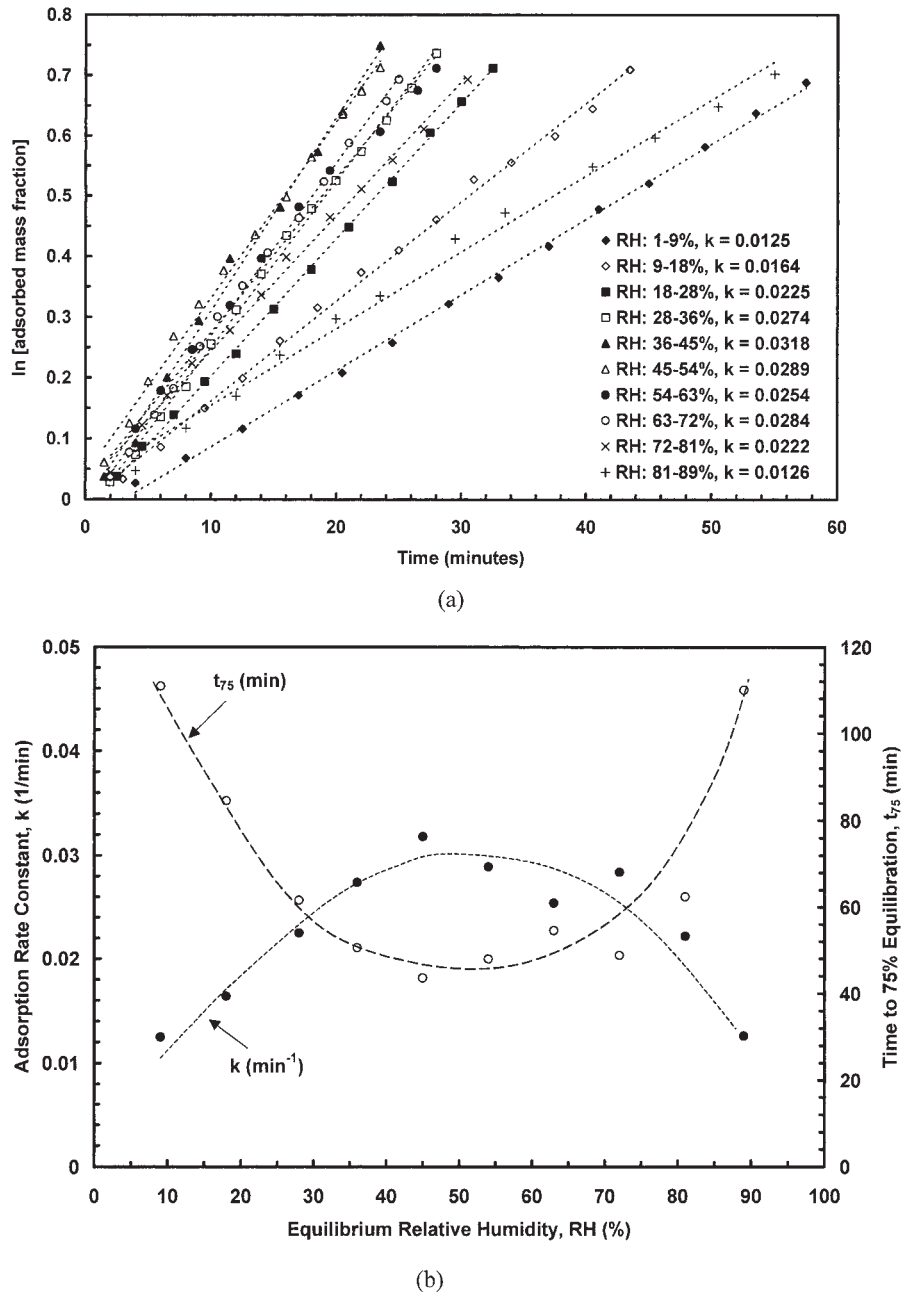 0.8
0.7
0.6
0.5
0.4
0.3
0.2
0.1
0
ln [adsorbed mass fraction]
RH: 1-9%, k = 0.0125
RH: 9-18%, k = 0.0164
RH: 18-28%, k = 0.0225
RH: 28-36%, k = 0.0274
RH: 36-45%, k = 0.0318
RH: 45-54%, k = 0.0289
RH: 54-63%, k = 0.0254
RH: 63-72%, k = 0.0284
RH: 72-81%, k = 0.0222
RH: 81-89%, k = 0.0126
0 10 20 30 40 50 60
Time (minutes)
(a)
0.05
0.04
0.03
0.02
0.01
0
Adsorption Rate Constant, k (1/min)
t75 (min)
k (min-1)
120
100
80
60
40
20
0
Time to 75% Equilibration, t75 (min)
0 10 20 30 40 50 60 70 80 90 100
Equilibrium Relative Humidity, RH (%)
(b)